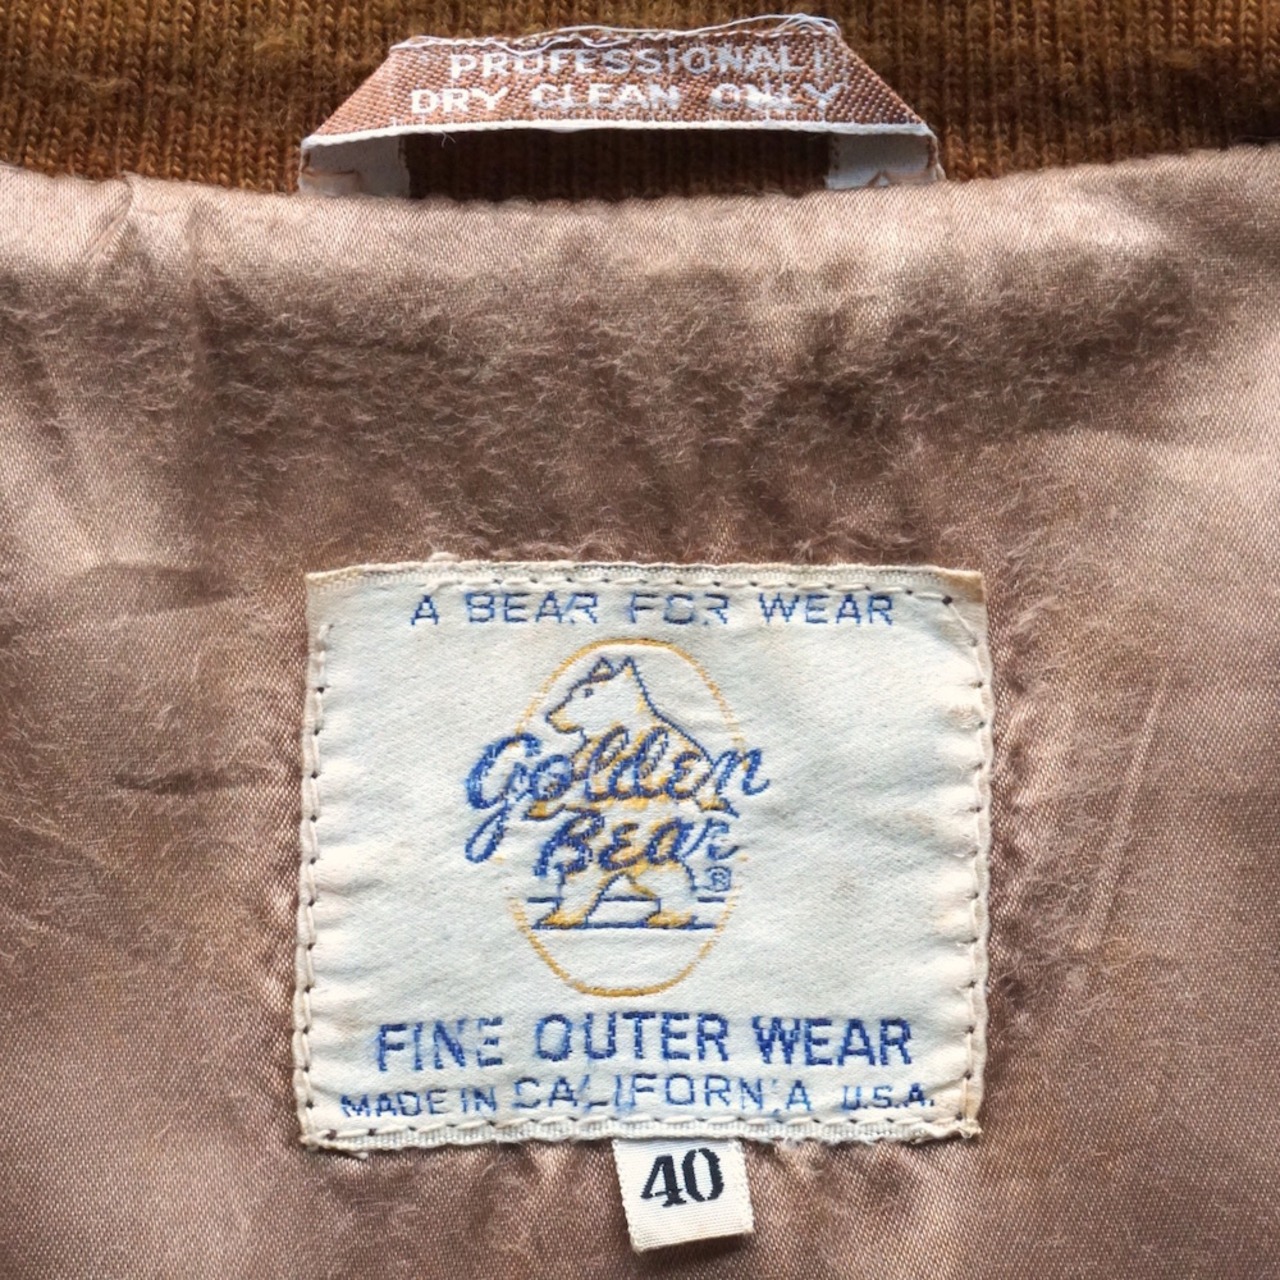 PROFESSIONAL
DRY CLEAN ONLY
A BEAR FOR WEAR
Golden
Bear®
FINE OUTER WEAR
MADE IN CALIFORNIA U.S.A.
40